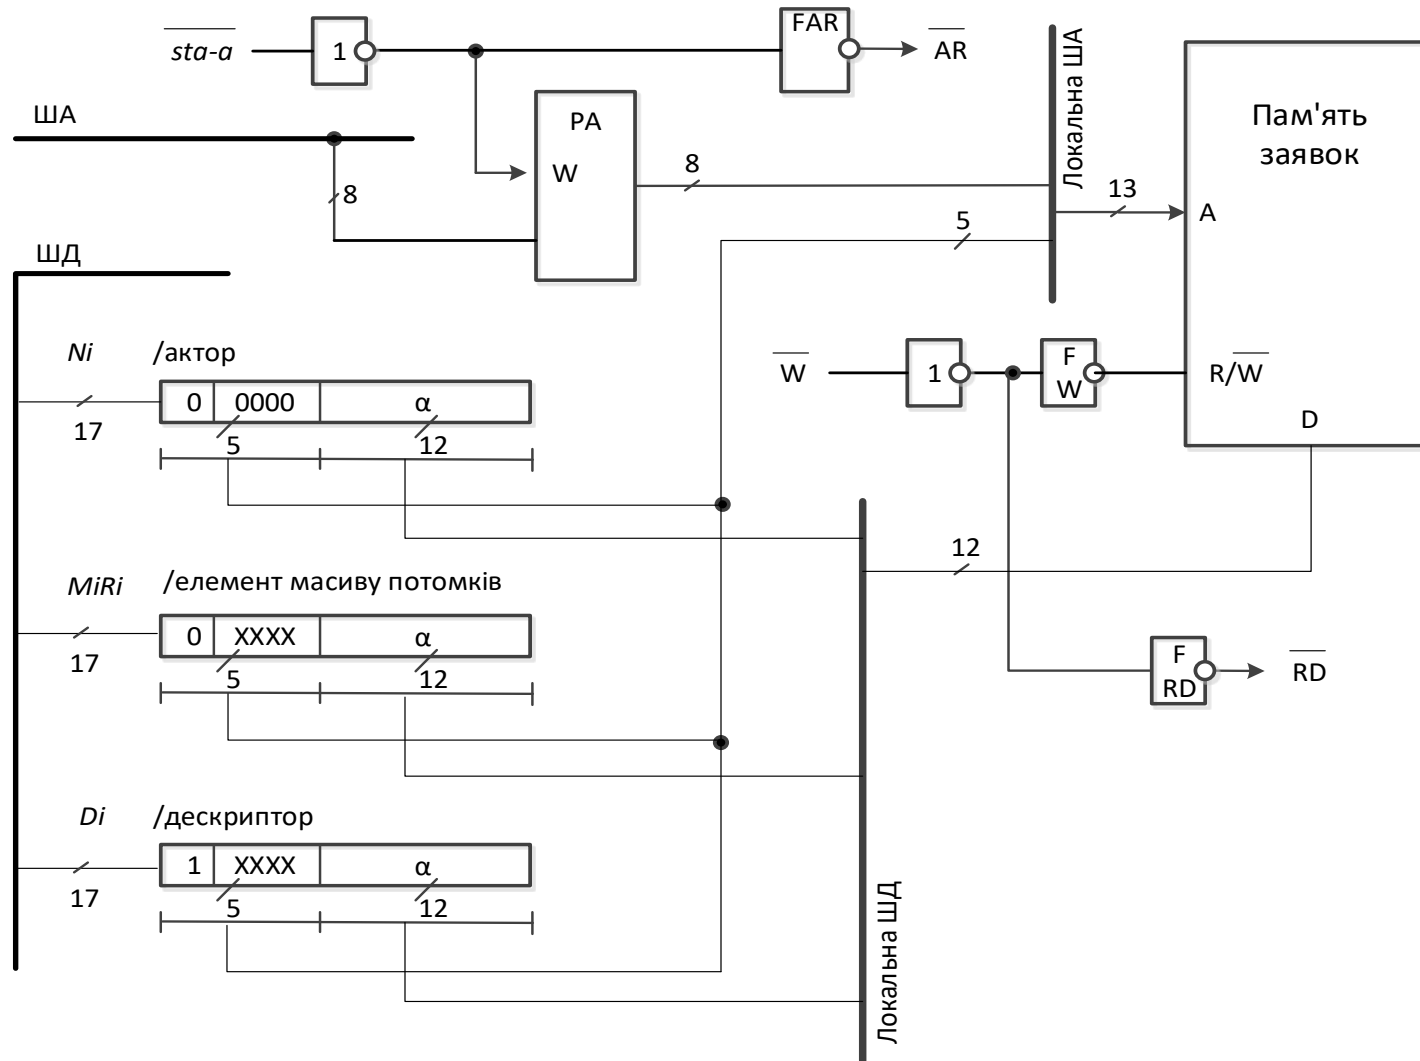 sta-a
1
FAR
AR
ША
РА
W
8
8
5
13
Локальна ША
Пам'ять
заявок
A
R/W
D
ШД
Ni /актор
17
0 0000 α
5 12
W
1
F
W
12
MiRi /елемент масиву потомків
17
0 XXXX α
5 12
F
RD
RD
Di /дескриптор
17
1 XXXX α
5 12
Локальна ШД